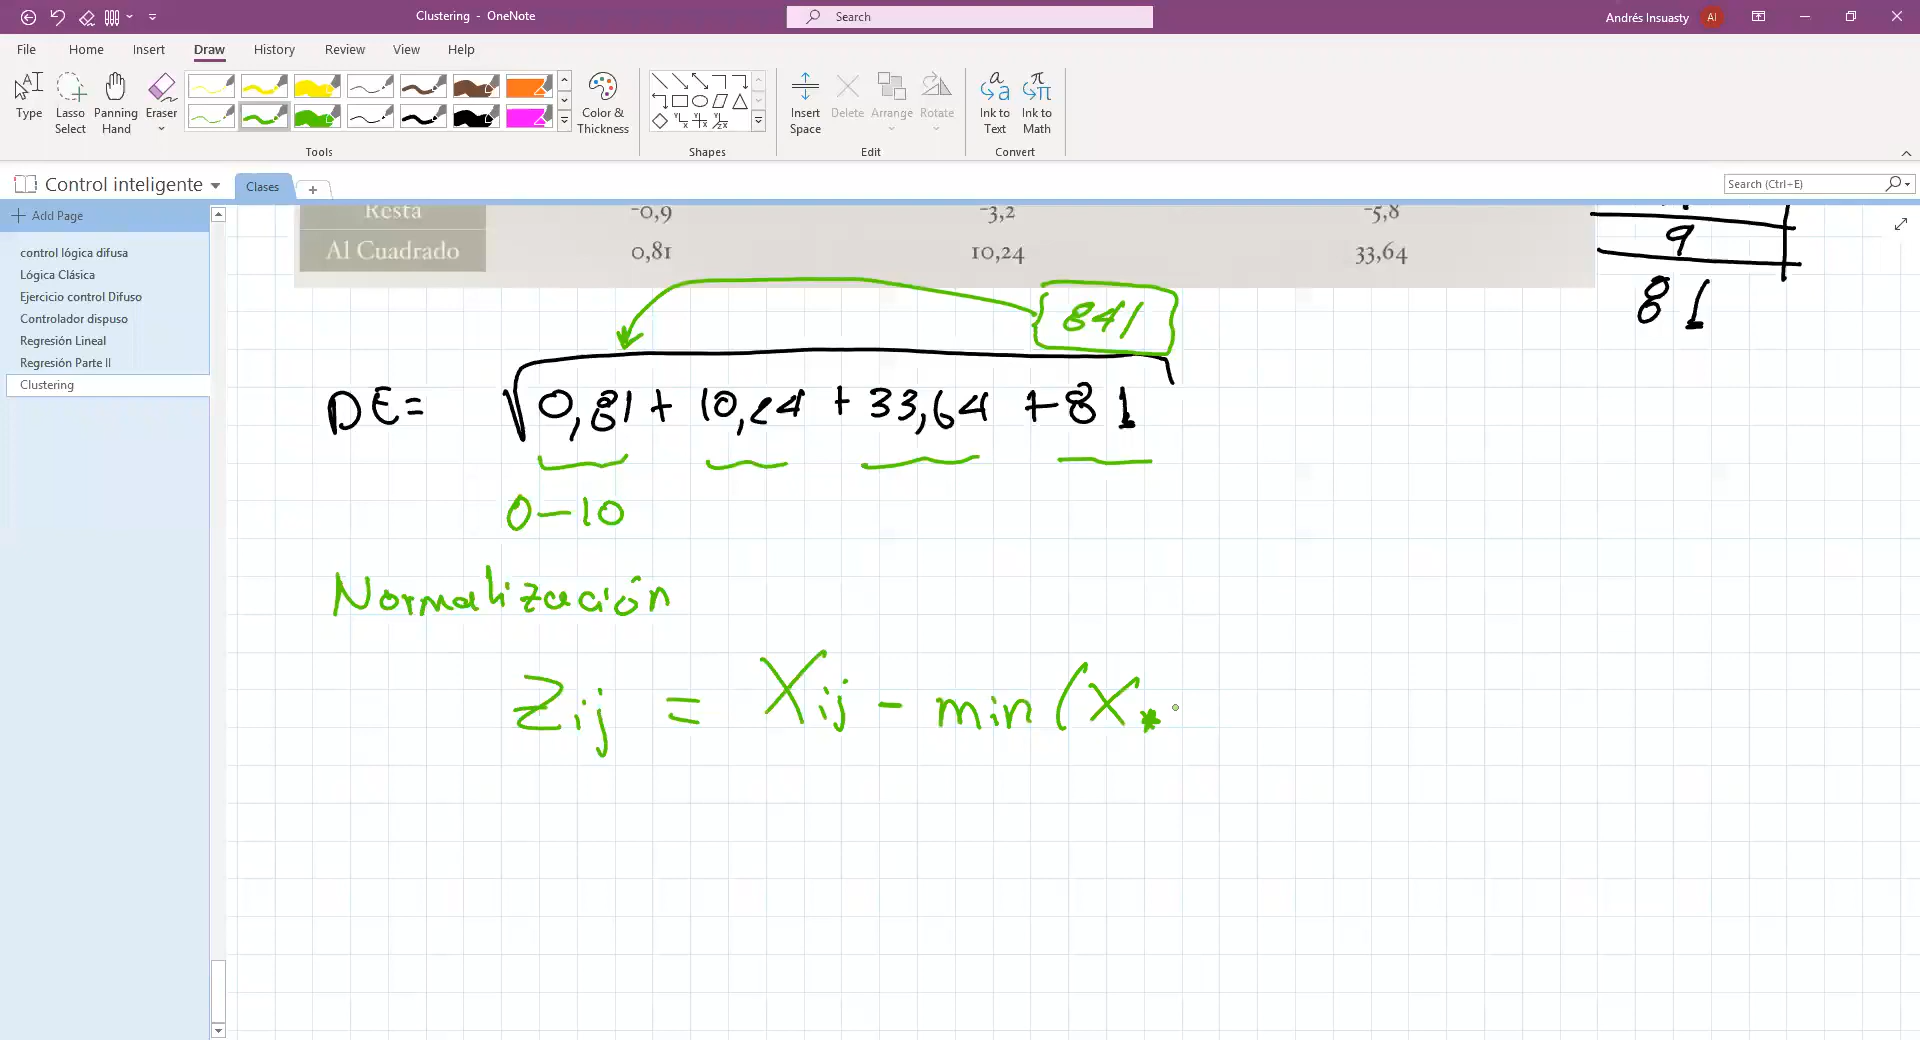 Clustering - OneNote
Search
Andrés Insuasty
AI
File Home Insert Draw History Review View Help
Type
Lasso Select
Panning Hand
Eraser
Color & Thickness
Insert Space
Delete
Arrange
Rotate
Ink to Text
Ink to Math
Tools
Shapes
Edit
Convert
Control inteligente
Clases
Search (Ctrl+E)
Add Page
control lógica difusa
Lógica Clásica
Ejercicio control Difuso
Controlador dispuso
Regresión Lineal
Regresión Parte II
Clustering
Resta -0,9 -3,2 -5,8
Al Cuadrado 0,81 10,24 33,64
9
81
841
DE= √0,81 + 10,24 + 33,64 + 81
0-10
Normalización
Zij = Xij - min (X*